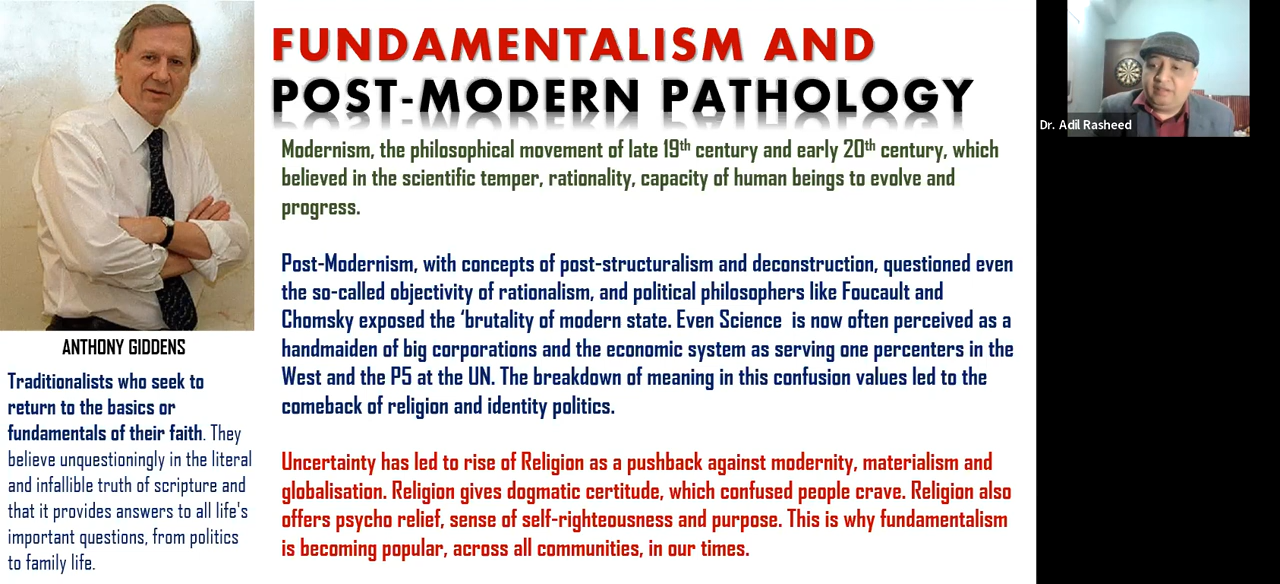 FUNDAMENTALISM AND
POST-MODERN PATHOLOGY
Modernism, the philosophical movement of late 19th century and early 20th century, which
believed in the scientific temper, rationality, capacity of human beings to evolve and
progress.
Post-Modernism, with concepts of post-structuralism and deconstruction, questioned even
the so-called objectivity of rationalism, and political philosophers like Foucault and
Chomsky exposed the ‘brutality of modern state. Even Science is now often perceived as a
handmaiden of big corporations and the economic system as serving one percenters in the
West and the P5 at the UN. The breakdown of meaning in this confusion values led to the
comeback of religion and identity politics.
Uncertainty has led to rise of Religion as a pushback against modernity, materialism and
globalisation. Religion gives dogmatic certitude, which confused people crave. Religion also
offers psycho relief, sense of self-righteousness and purpose. This is why fundamentalism
is becoming popular, across all communities, in our times.
ANTHONY GIDDENS
Traditionalists who seek to
return to the basics or
fundamentals of their faith. They
believe unquestioningly in the literal
and infallible truth of scripture and
that it provides answers to all life's
important questions, from politics
to family life.
Dr. Adil Rasheed